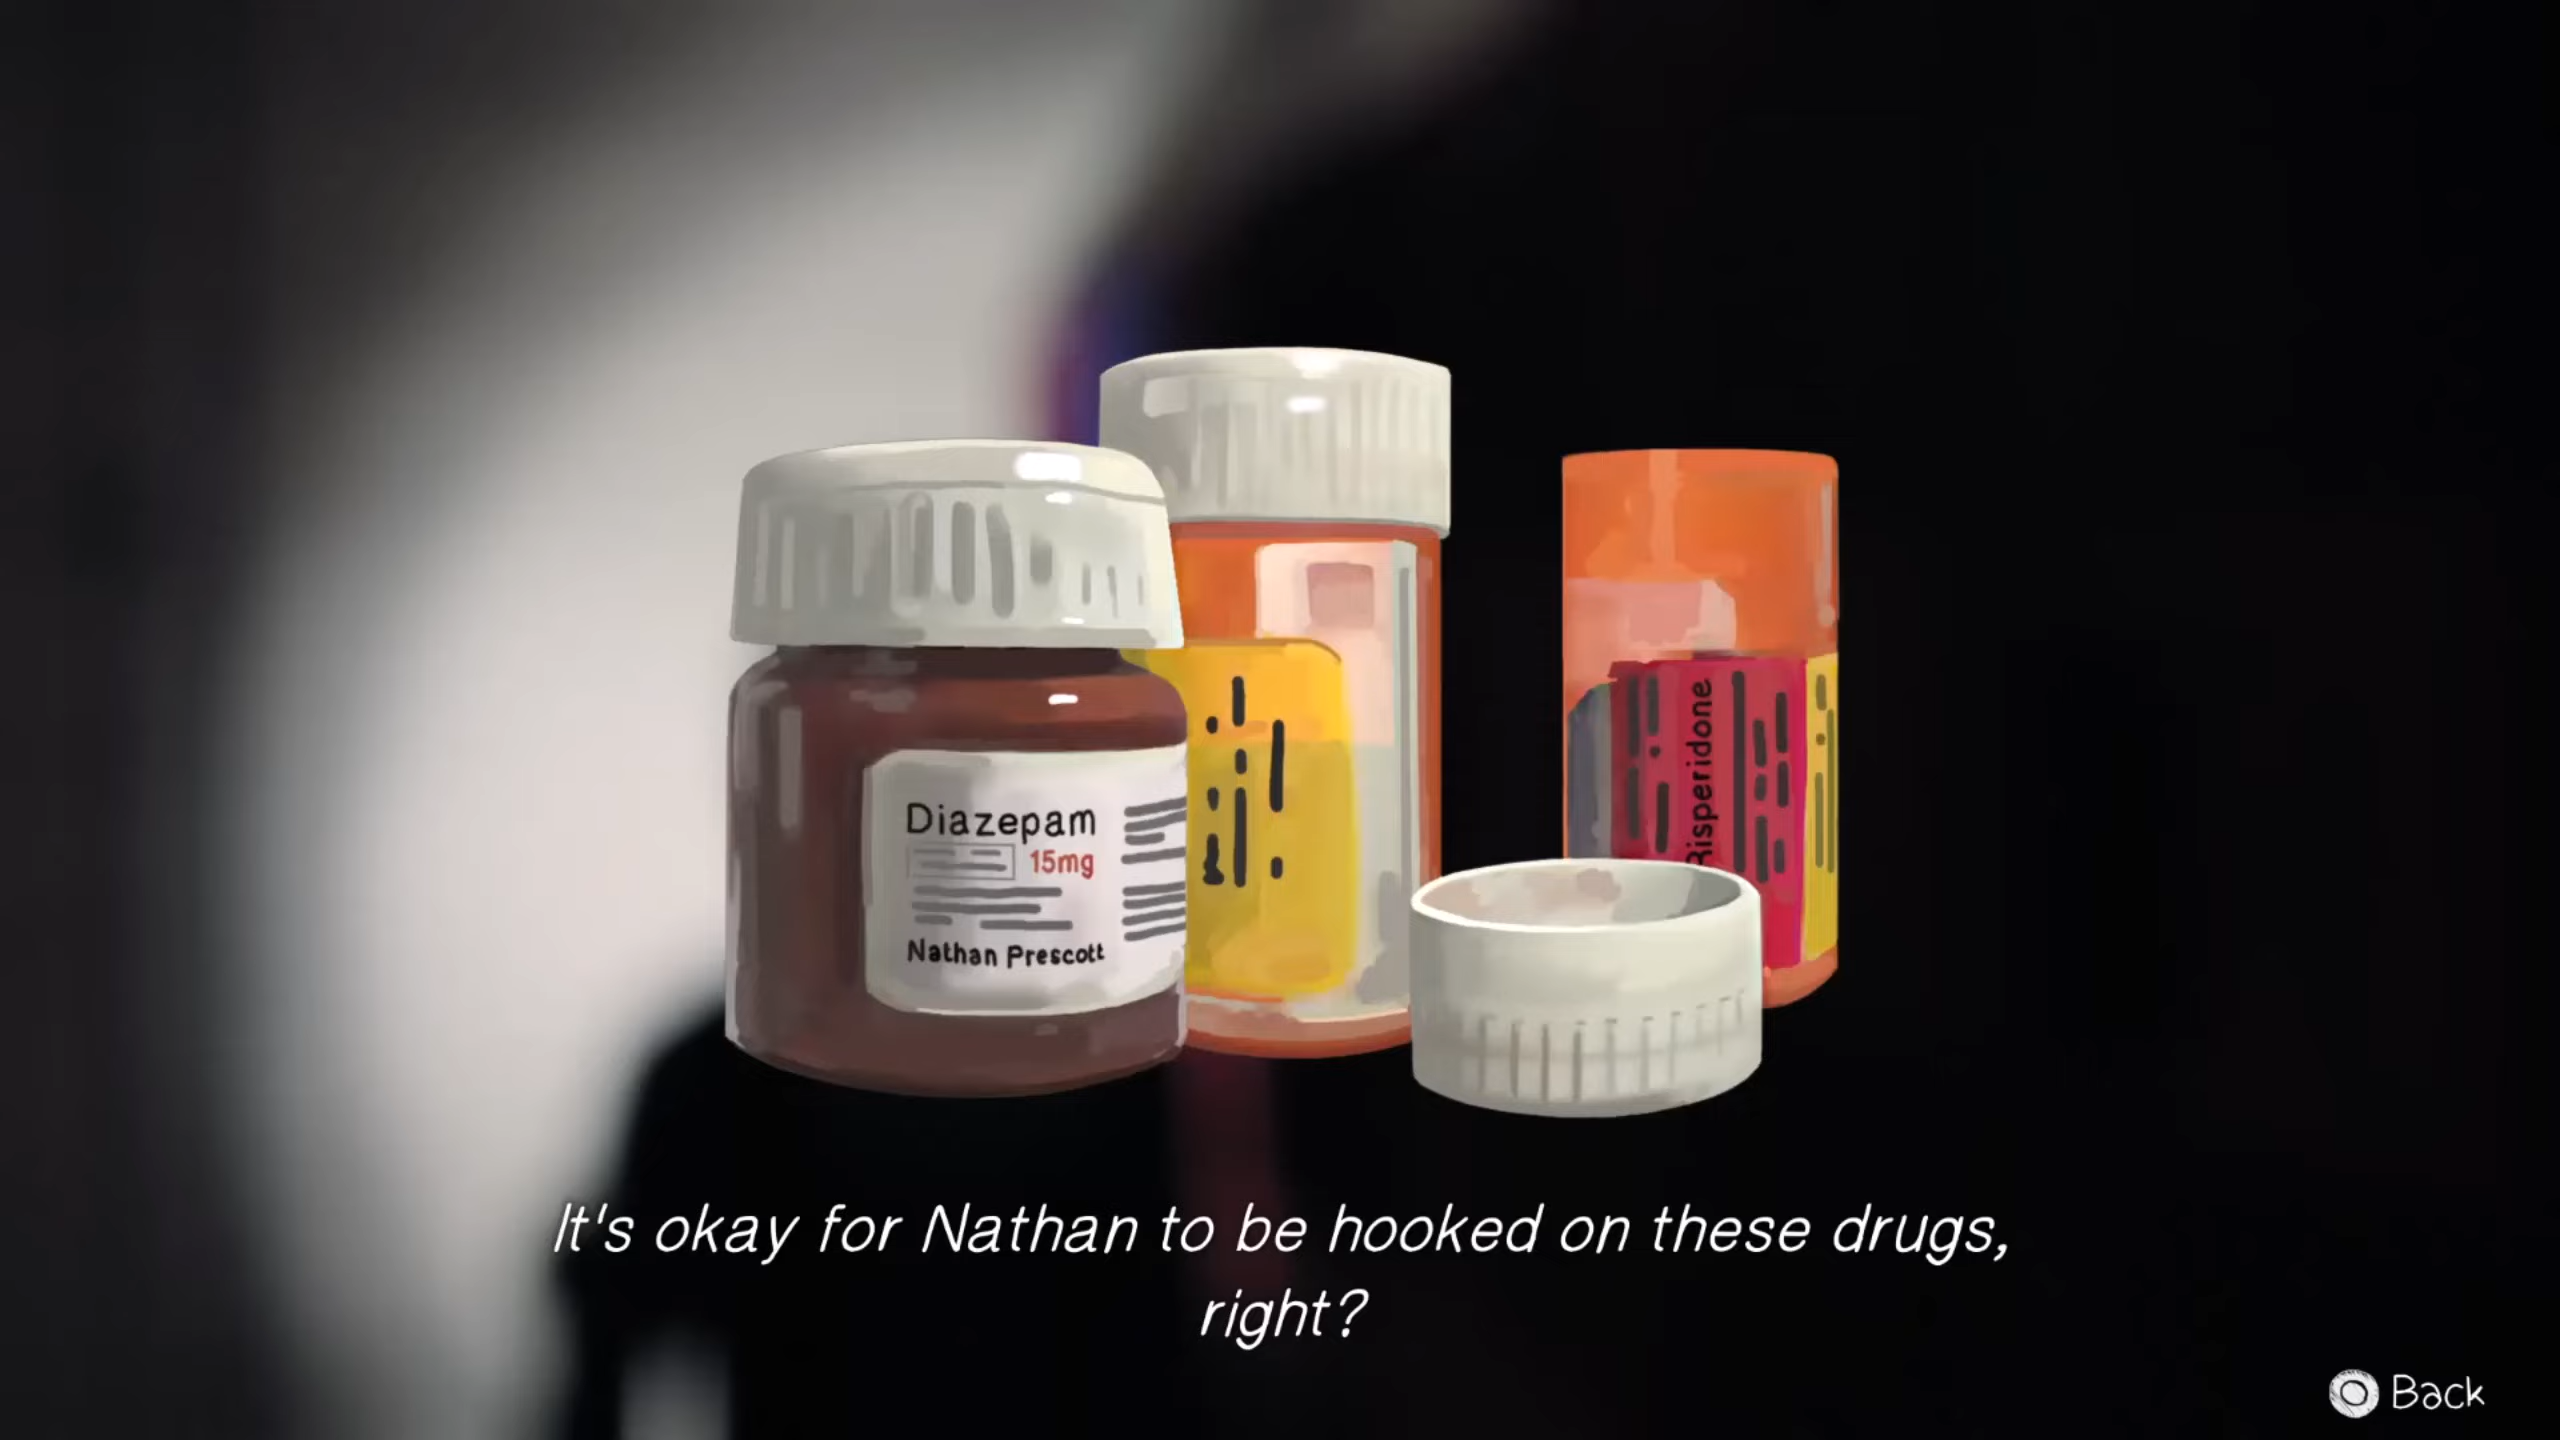 Diazepam
15mg
Nathan Prescott
Risperidone
It's okay for Nathan to be hooked on these drugs,
right?
Back